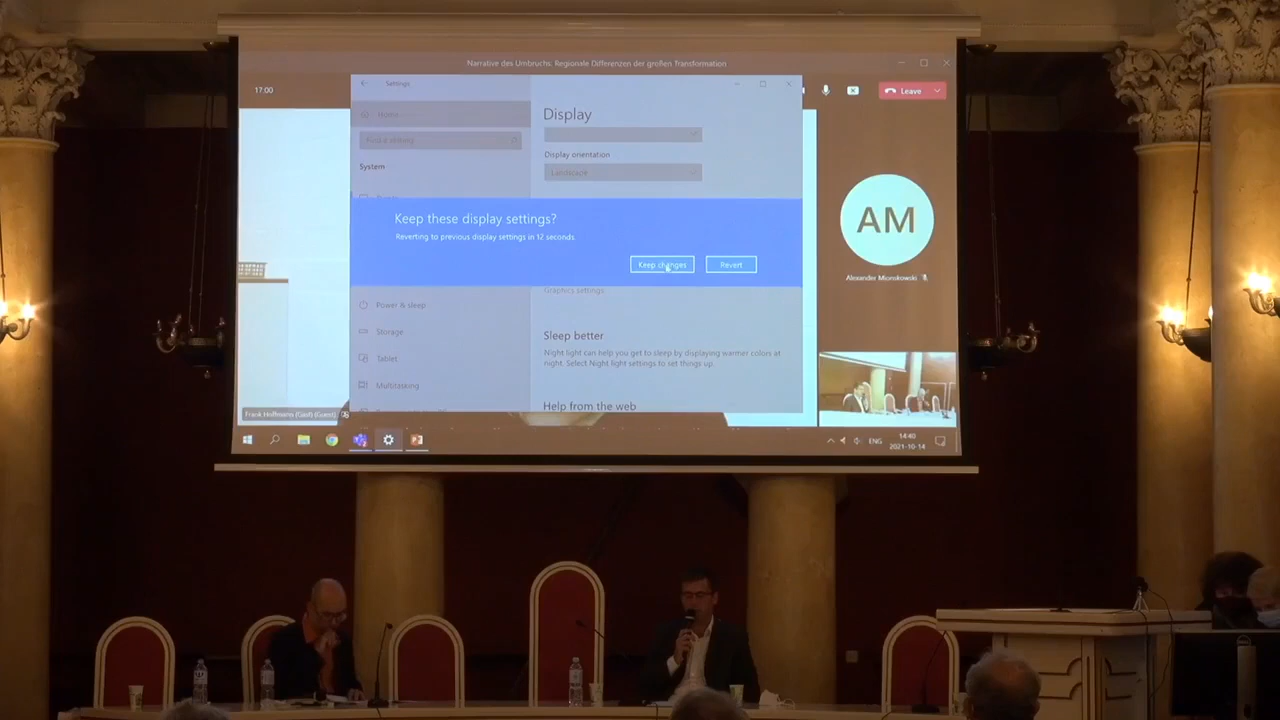 Narrative des Umbruchs: Regionale Differenzen der großen Transformation
17:00
Settings
Leave
Home
Display
Find a setting
Display orientation
System
Landscape
Keep these display settings?
Reverting to previous display settings in 12 seconds.
Keep changes
Revert
AM
Alexander Mionskowski
Graphics settings
Power & sleep
Storage
Sleep better
Night light can help you get to sleep by displaying warmer colors at
night. Select Night light settings to set things up.
Tablet
Multitasking
Help from the web
Frank Hoffmann (Gast) (Guest)
ENG
14:40
2021-10-14